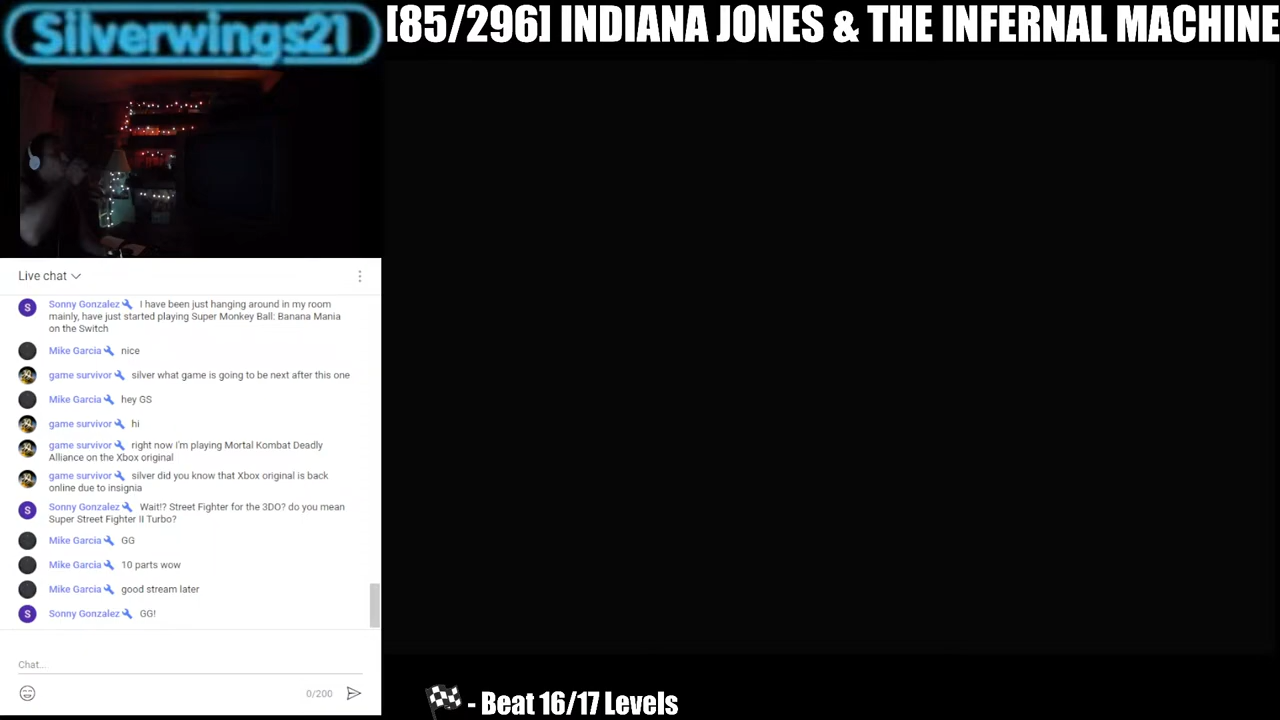 Silverwings21
[85/296] INDIANA JONES & THE INFERNAL MACHINE
Live chat
S Sonny Gonzalez I have been just hanging around in my room
mainly, have just started playing Super Monkey Ball: Banana Mania
on the Switch
Mike Garcia nice
game survivor silver what game is going to be next after this one
Mike Garcia hey GS
game survivor hi
game survivor right now I'm playing Mortal Kombat Deadly
Alliance on the Xbox original
game survivor silver did you know that Xbox original is back
online due to insignia
S Sonny Gonzalez Wait!? Street Fighter for the 3DO? do you mean
Super Street Fighter II Turbo?
Mike Garcia GG
Mike Garcia 10 parts wow
Mike Garcia good stream later
S Sonny Gonzalez GG!
Chat...
0/200
- Beat 16/17 Levels